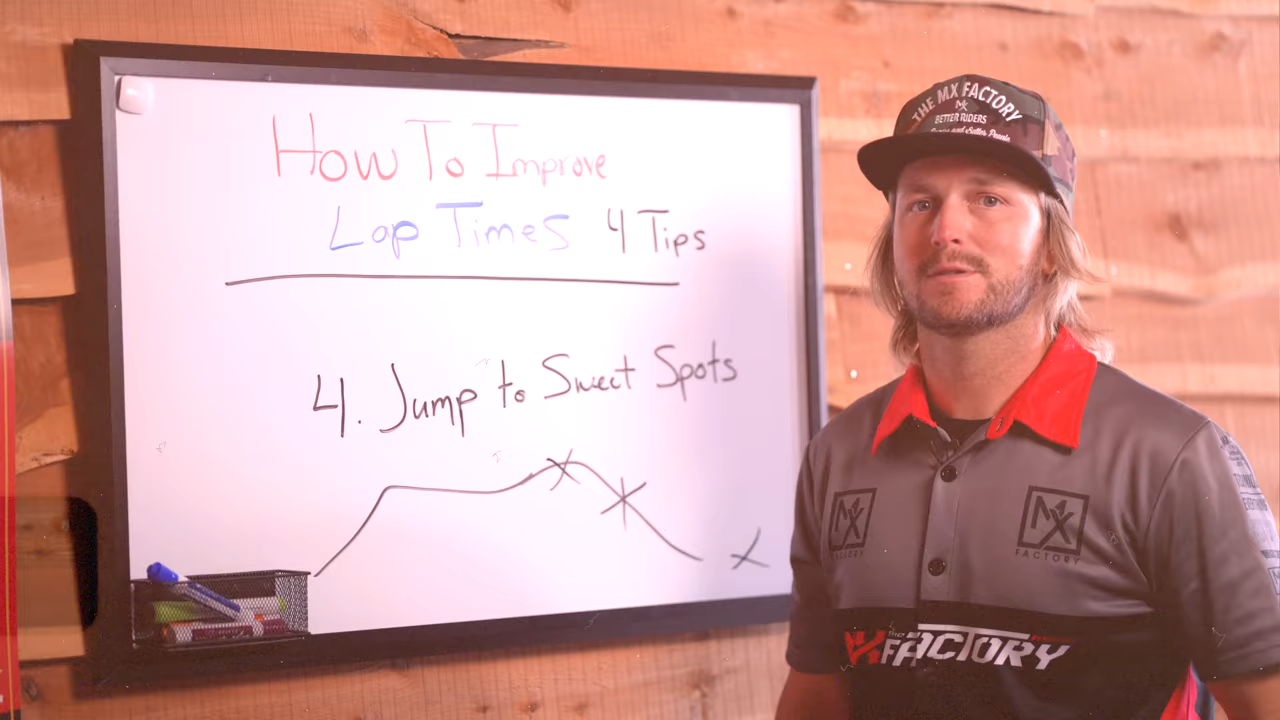 How To Improve
Lap Times 4 Tips
4. Jump to Sweet Spots
THE MX FACTORY
BETTER RIDERS
MX
FACTORY
MX
FACTORY
THE
FACTORY